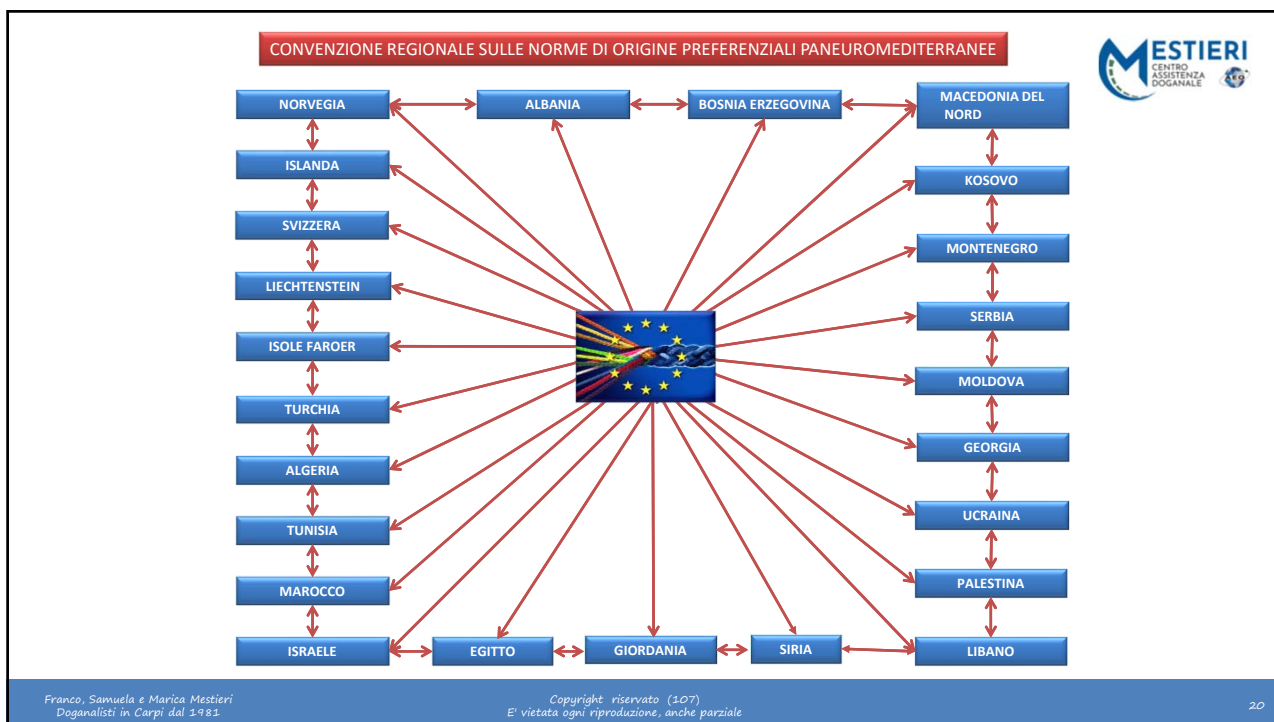 CONVENZIONE REGIONALE SULLE NORME DI ORIGINE PREFERENZIALI PANEUROMEDITERRANEE
MESTIERI
CENTRO
ASSISTENZA
DOGANALE
AEO
NORVEGIA
ALBANIA
BOSNIA ERZEGOVINA
MACEDONIA DEL
NORD
ISLANDA
KOSOVO
SVIZZERA
MONTENEGRO
LIECHTENSTEIN
SERBIA
ISOLE FAROER
MOLDOVA
TURCHIA
GEORGIA
ALGERIA
UCRAINA
TUNISIA
PALESTINA
MAROCCO
ISRAELE
EGITTO
GIORDANIA
SIRIA
LIBANO
Franco, Samuela e Marica Mestieri
Doganalisti in Carpi dal 1981
Copyright riservato (107)
E' vietata ogni riproduzione, anche parziale
20